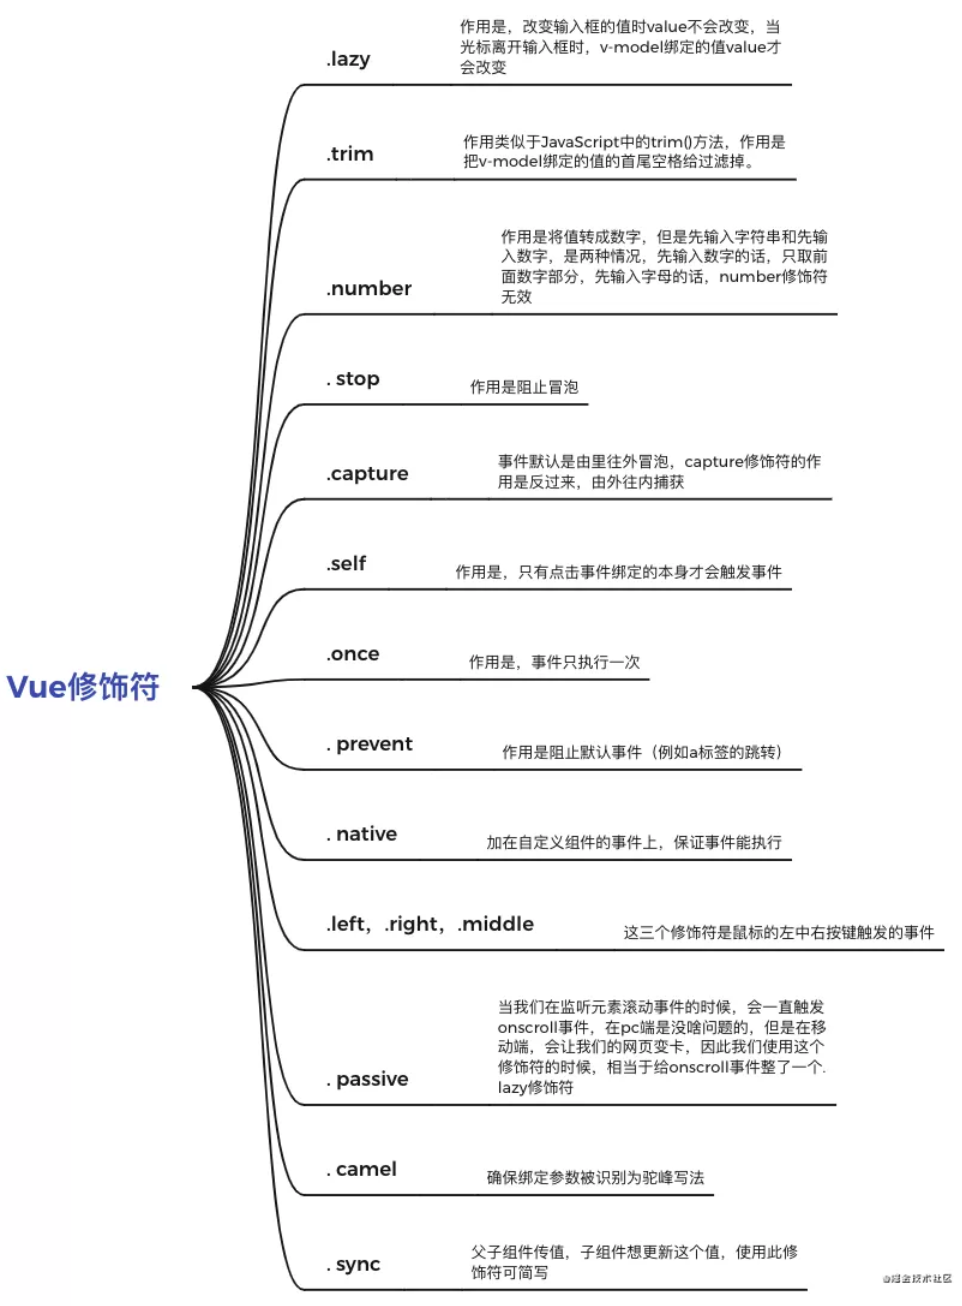 作用是，改变输入框的值时value不会改变，当
光标离开输入框时，v-model绑定的值value才
会改变
.lazy
作用类似于JavaScript中的trim()方法，作用是
把v-model绑定的值的首尾空格给过滤掉。
.trim
作用是将值转成数字，但是先输入字符串和先输
入数字，是两种情况，先输入数字的话，只取前
面数字部分，先输入字母的话，number修饰符
无效
.number
. stop
作用是阻止冒泡
事件默认是由里往外冒泡，capture修饰符的作
用是反过来，由外往内捕获
.capture
.self
作用是，只有点击事件绑定的本身才会触发事件
.once
作用是，事件只执行一次
Vue修饰符
. prevent
作用是阻止默认事件（例如a标签的跳转）
. native
加在自定义组件的事件上，保证事件能执行
.left，.right，.middle
这三个修饰符是鼠标的左中右按键触发的事件
当我们在监听元素滚动事件的时候，会一直触发
onscroll事件，在pc端是没啥问题的，但是在移
动端，会让我们的网页变卡，因此我们使用这个
修饰符的时候，相当于给onscroll事件整了一个.
lazy修饰符
. passive
. camel
确保绑定参数被识别为驼峰写法
父子组件传值，子组件想更新这个值，使用此修
饰符可简写
. sync
@掘金技术社区